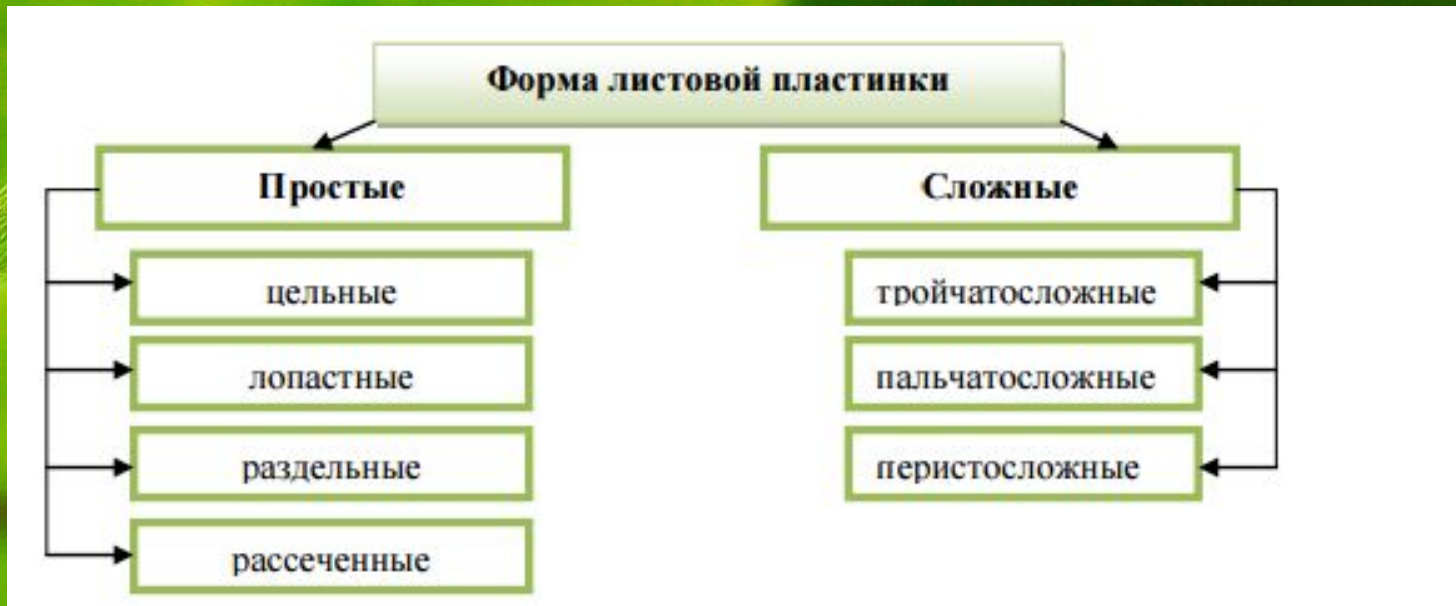 Форма листовой пластинки
Простые
цельные
лопастные
раздельные
рассеченные
Сложные
тройчатосложные
пальчатосложные
перистосложные